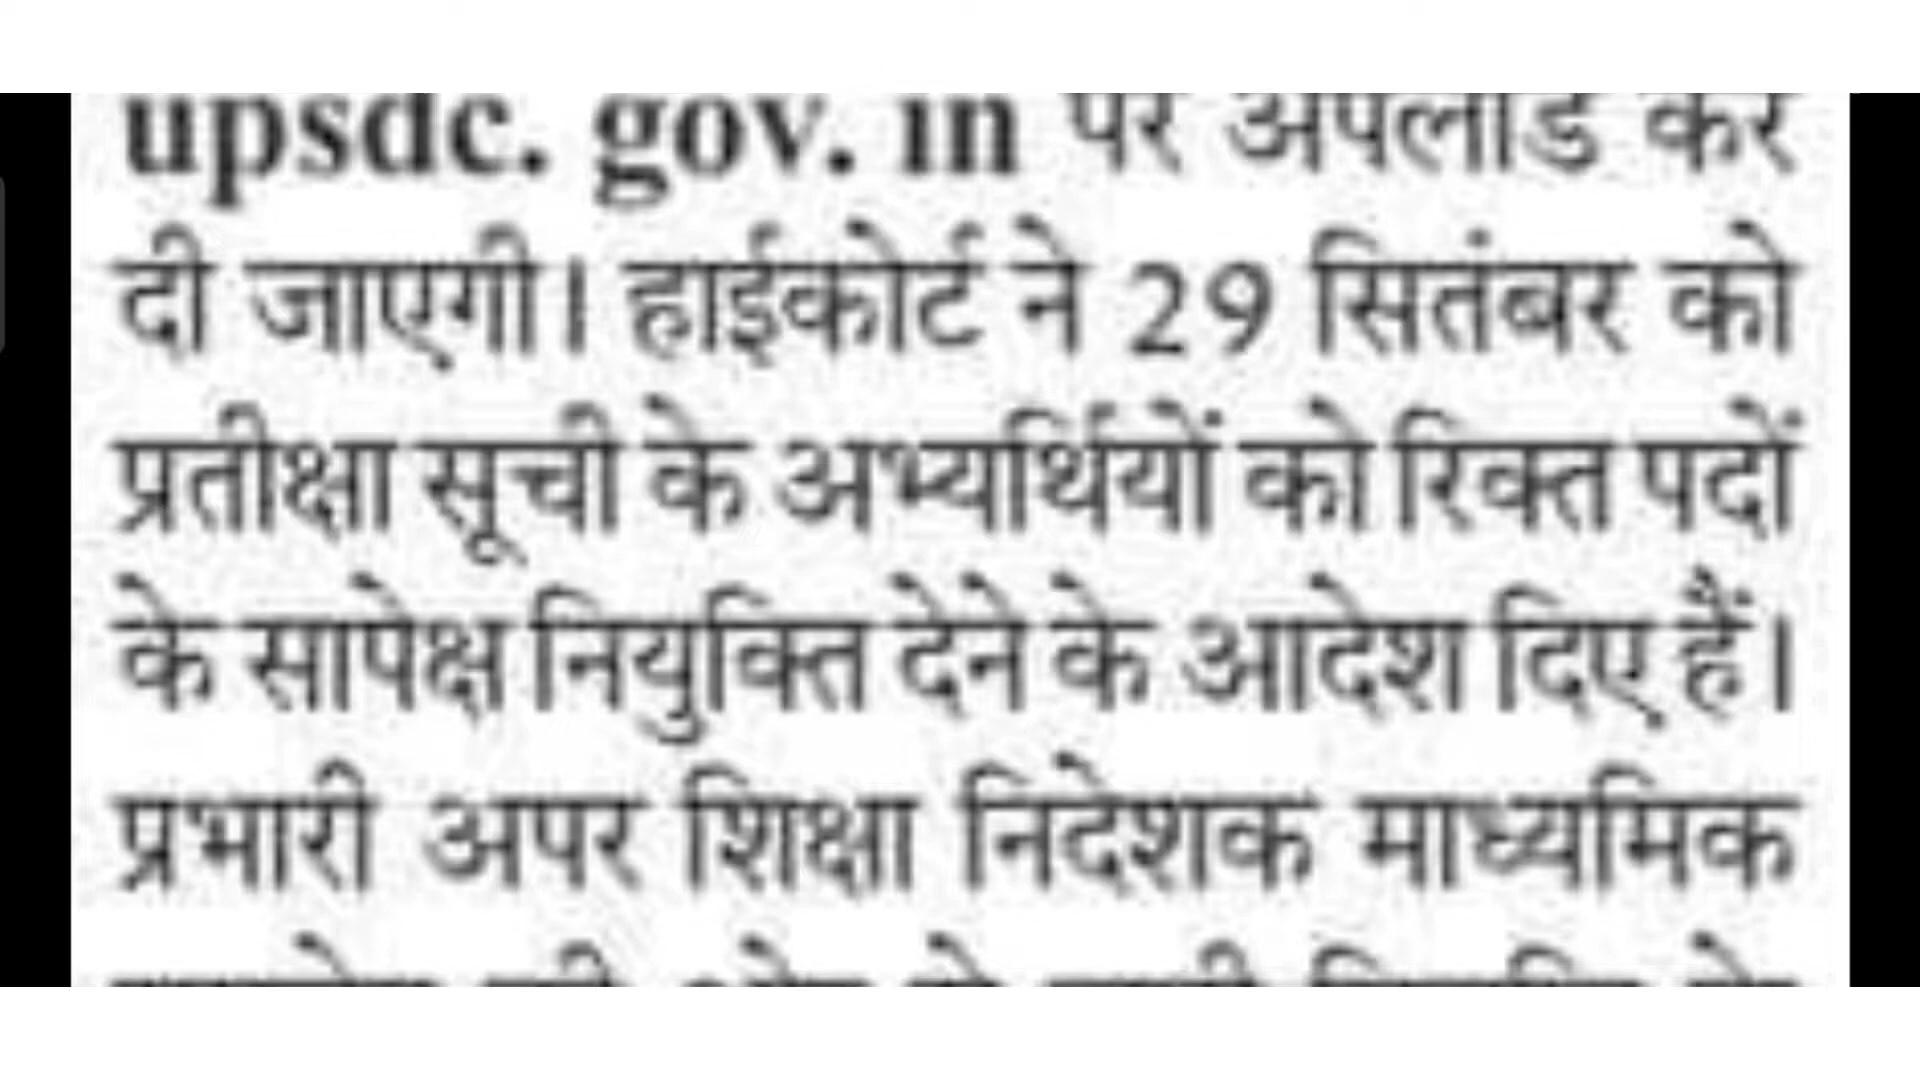 upsdc. gov. in पर अपलोड कर
दी जाएगी। हाईकोर्ट ने 29 सितंबर को
प्रतीक्षा सूची के अभ्यर्थियों को रिक्त पदों
के सापेक्ष नियुक्ति देने के आदेश दिए हैं।
प्रभारी अपर शिक्षा निदेशक माध्यमिक